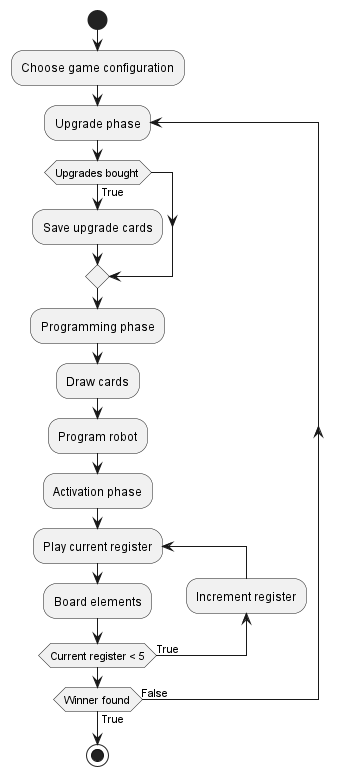 Choose game configuration
Upgrade phase
Upgrades bought
True
Save upgrade cards
Programming phase
Draw cards
Program robot
Activation phase
Play current register
Increment register
Board elements
Current register < 5
True
Winner found
False
True